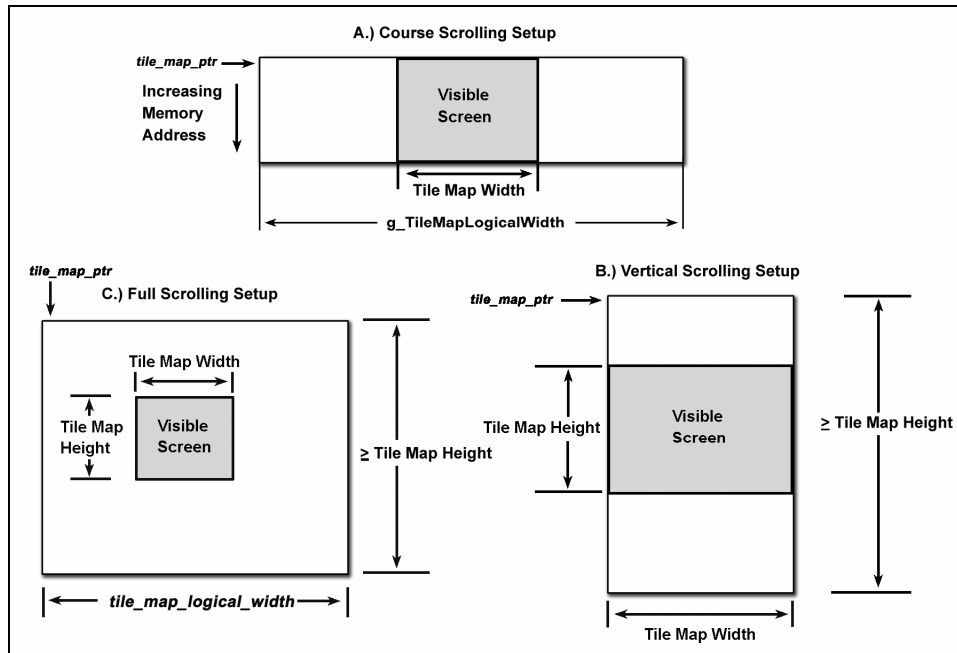 A.) Course Scrolling Setup
tile_map_ptr
Increasing
Memory
Address
Visible
Screen
Tile Map Width
g_TileMapLogicalWidth
tile_map_ptr
C.) Full Scrolling Setup
Tile Map Width
Tile Map
Height
Visible
Screen
≥ Tile Map Height
tile_map_logical_width
B.) Vertical Scrolling Setup
tile_map_ptr
Tile Map Height
Visible
Screen
≥ Tile Map Height
Tile Map Width